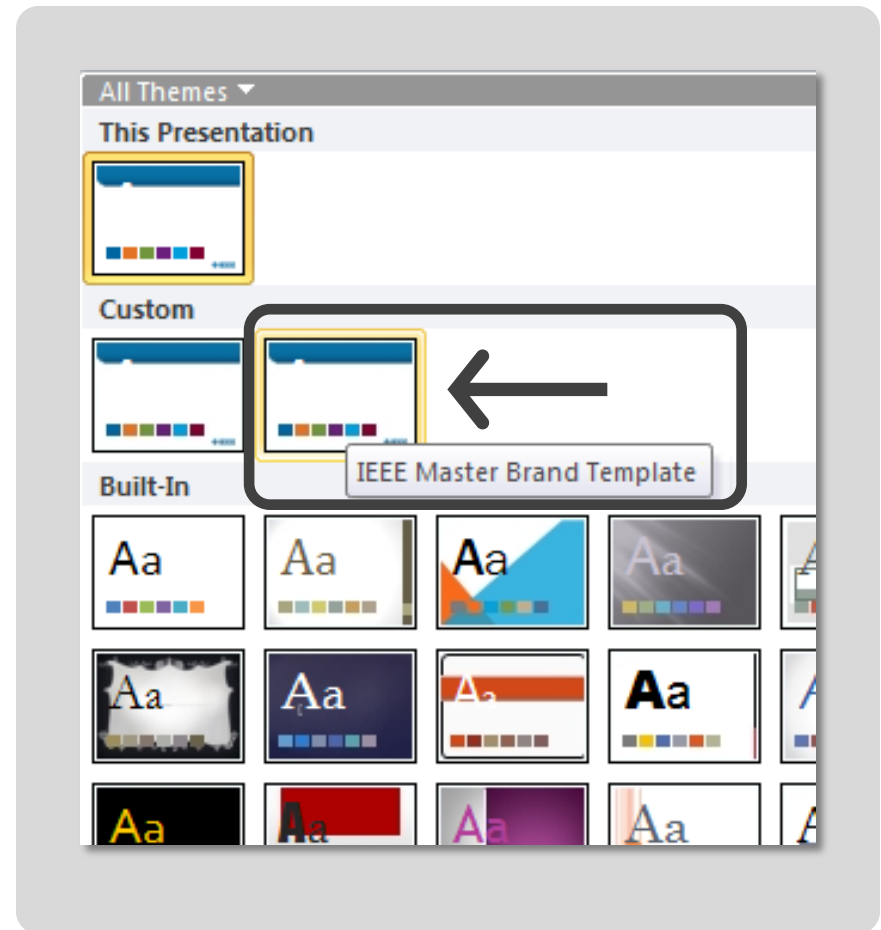 All Themes
This Presentation
Custom
IEEE Master Brand Template
Built-In
Aa Aa Aa Aa
Aa Aa Aa Aa
Aa Aa Aa Aa